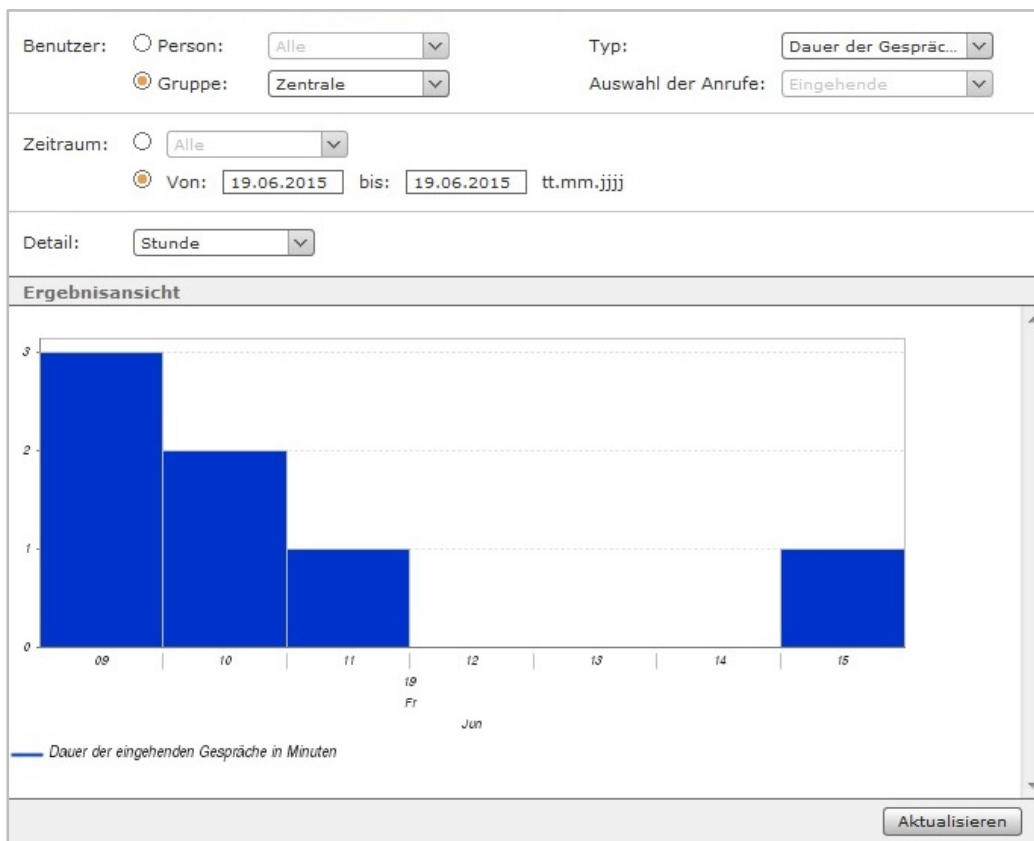 Benutzer: Person: Alle Typ: Dauer der Gespräc...
Gruppe: Zentrale Auswahl der Anrufe: Eingehende
Zeitraum: Alle
Von: 19.06.2015 bis: 19.06.2015 tt.mm.jjjj
Detail: Stunde
Ergebnisansicht
3
2
1
0
09 10 11 12 13 14 15
19
Fr
Jun
Dauer der eingehenden Gespräche in Minuten
Aktualisieren